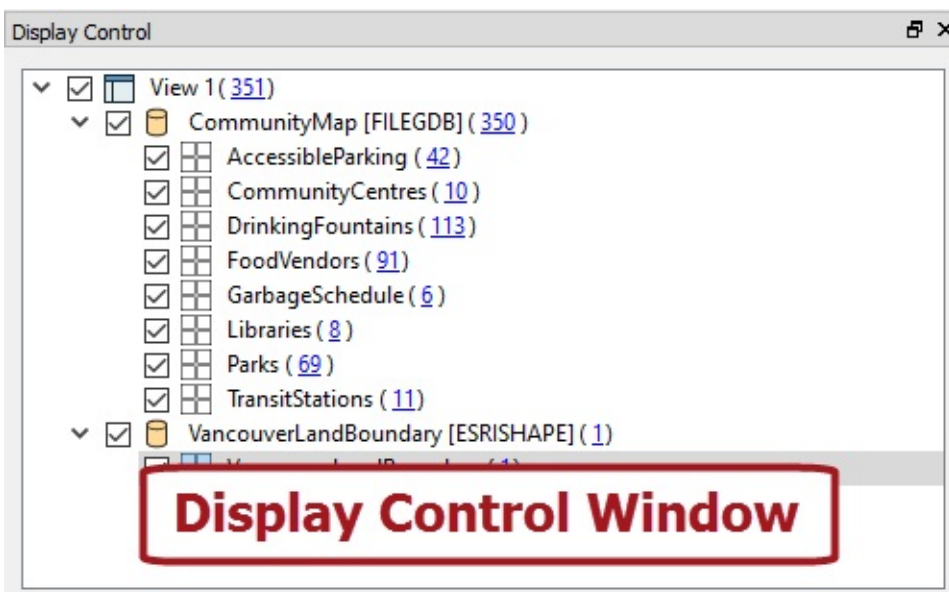 Display Control
View 1 (351)
CommunityMap [FILEGDB] (350)
AccessibleParking (42)
CommunityCentres (10)
DrinkingFountains (113)
FoodVendors (91)
GarbageSchedule (6)
Libraries (8)
Parks (69)
TransitStations (11)
VancouverLandBoundary [ESRISHAPE] (1)
Display Control Window